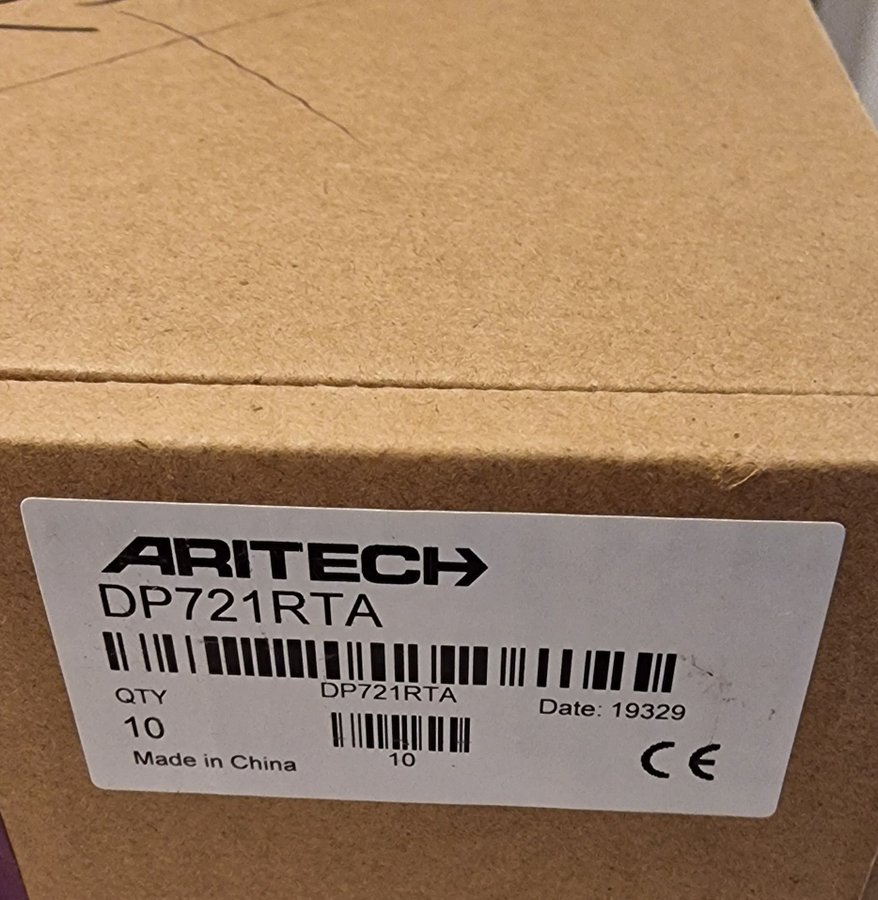 ARITECH
DP721RTA
DP721RTA
QTY
10
Date: 19329
10
Made in China
CE